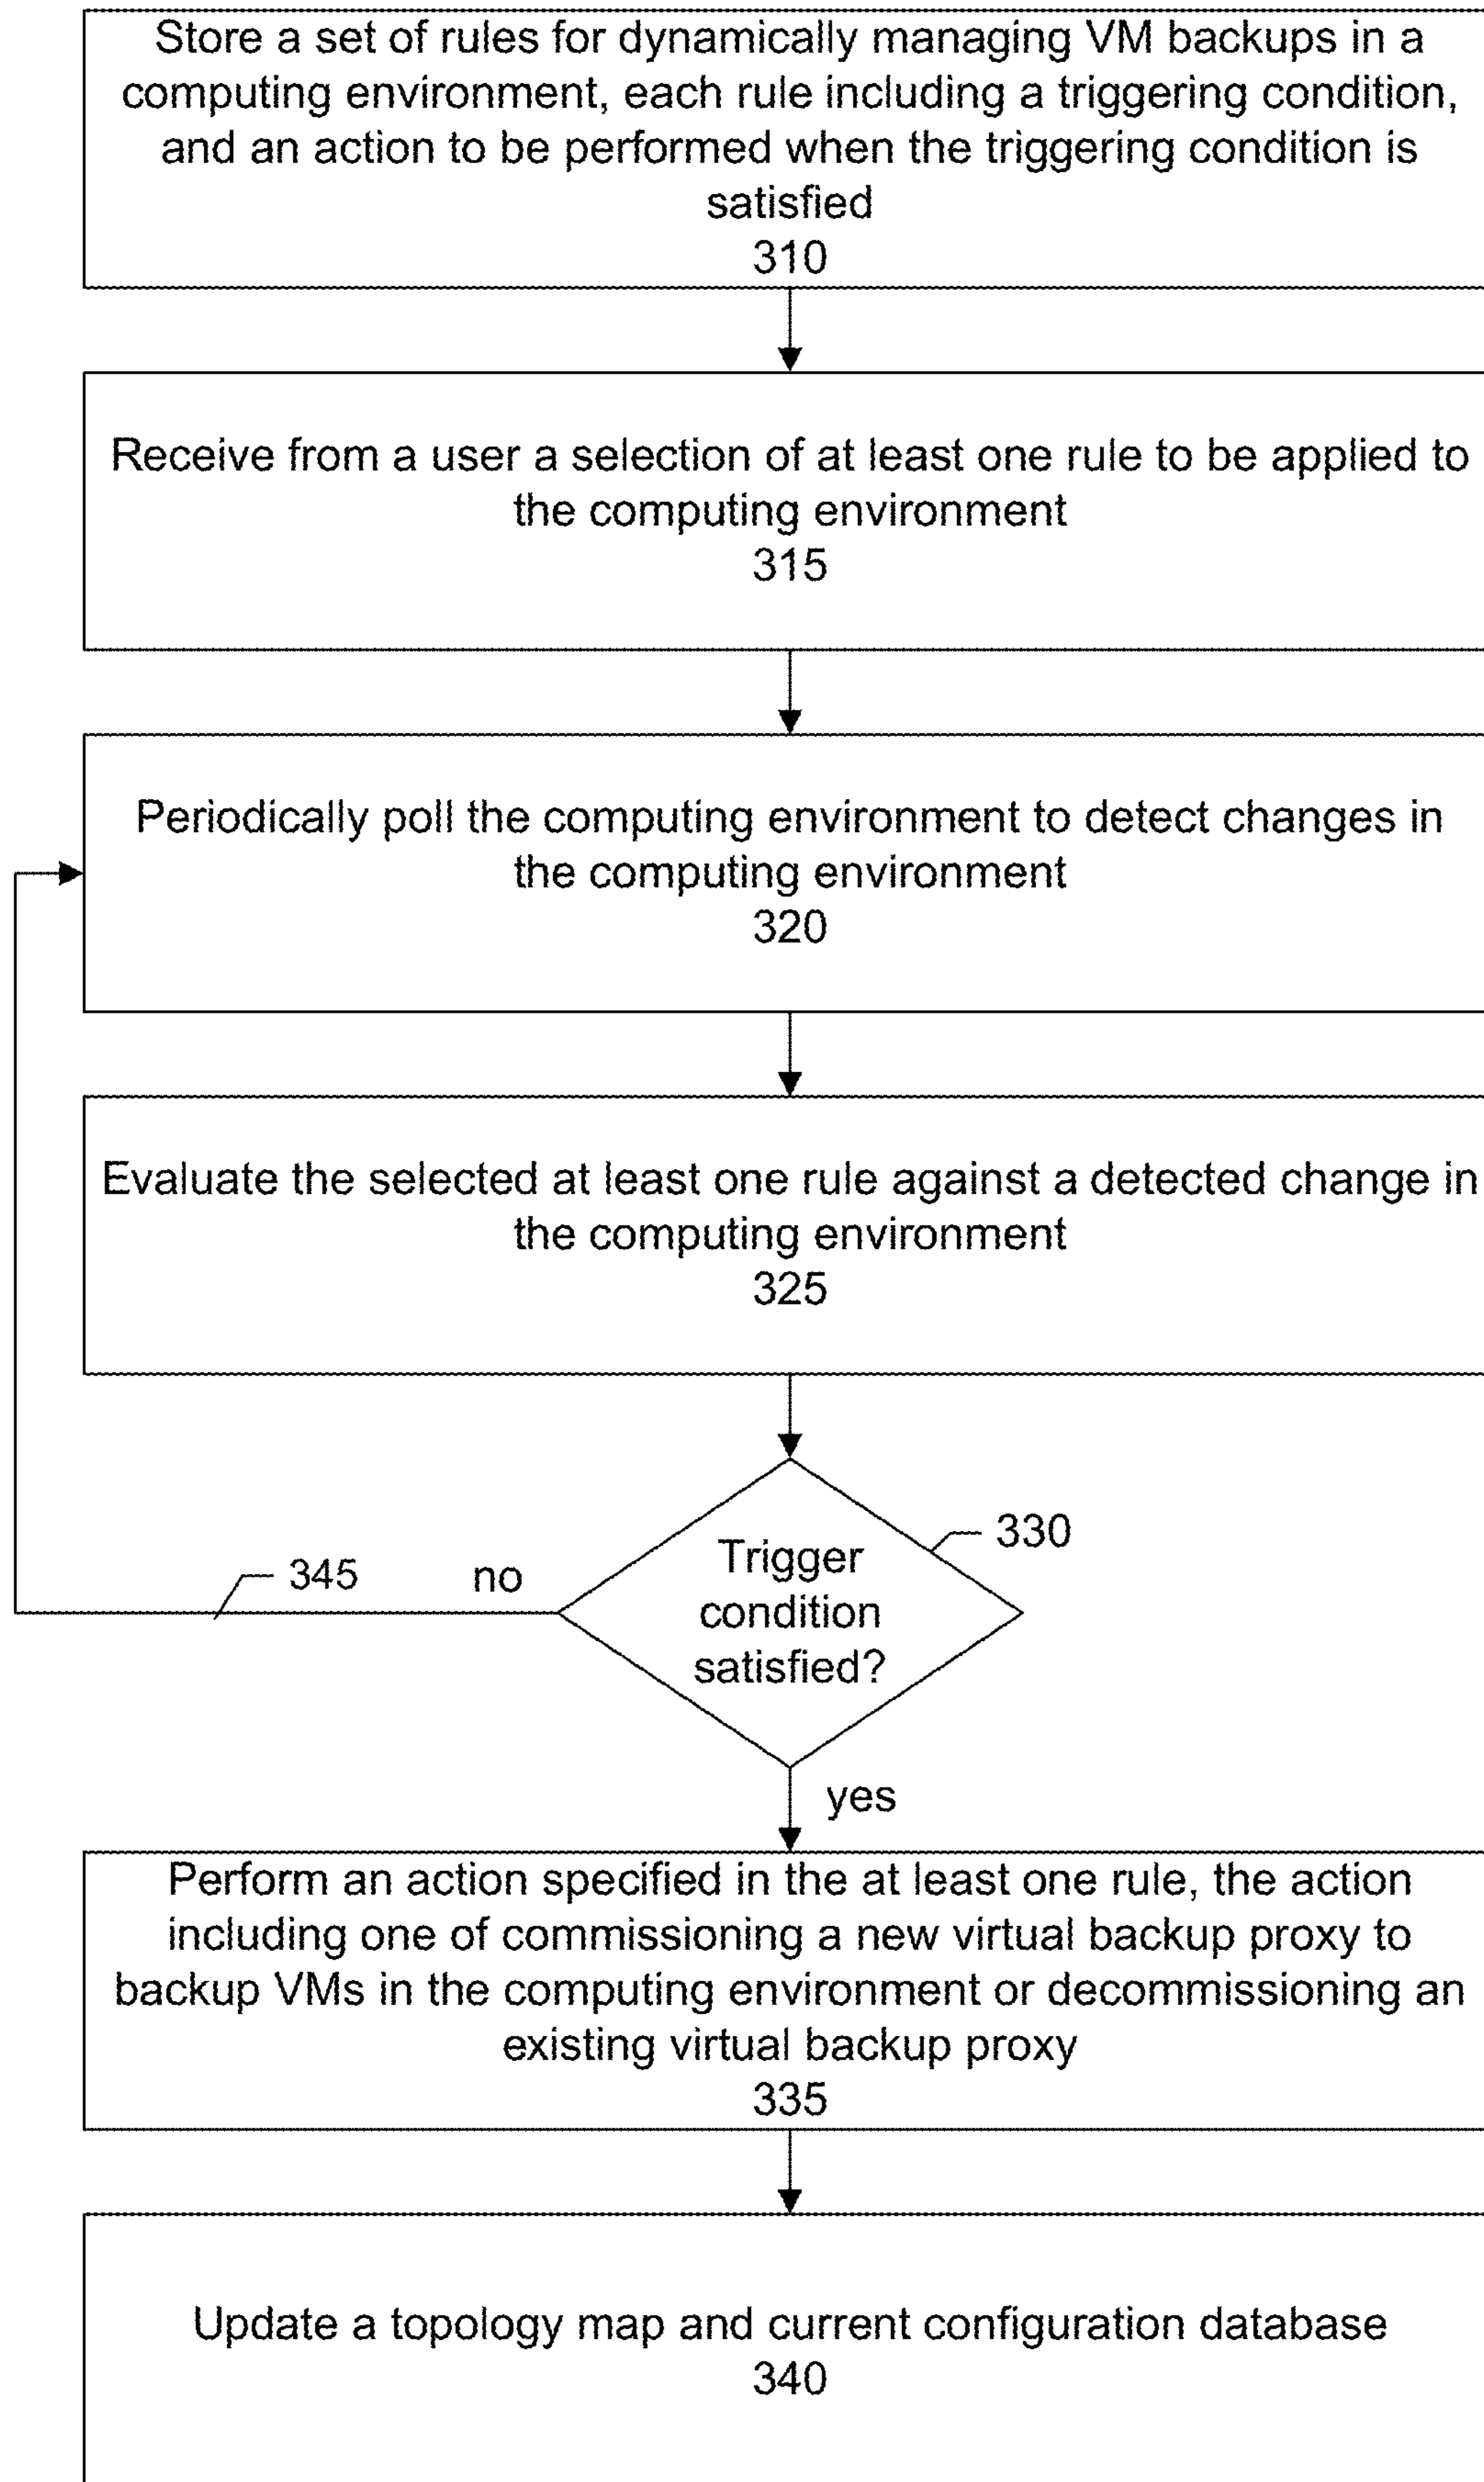 Store a set of rules for dynamically managing VM backups in a
computing environment, each rule including a triggering condition,
and an action to be performed when the triggering condition is
satisfied
310
Receive from a user a selection of at least one rule to be applied to
the computing environment
315
Periodically poll the computing environment to detect changes in
the computing environment
320
Evaluate the selected at least one rule against a detected change in
the computing environment
325
330
Trigger
condition
satisfied?
345
no
yes
Perform an action specified in the at least one rule, the action
including one of commissioning a new virtual backup proxy to
backup VMs in the computing environment or decommissioning an
existing virtual backup proxy
335
Update a topology map and current configuration database
340